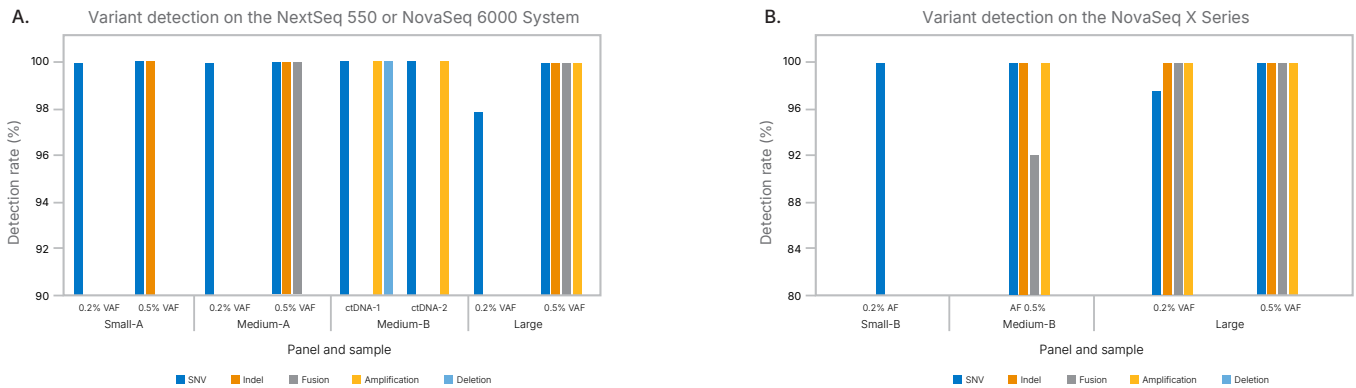 A.
Variant detection on the NextSeq 550 or NovaSeq 6000 System
Detection rate (%)
100
98
96
94
92
90
0.2% VAF 0.5% VAF 0.2% VAF 0.5% VAF ctDNA-1 ctDNA-2 0.2% VAF 0.5% VAF
Small-A Medium-A Medium-B Large
Panel and sample
SNV Indel Fusion Amplification Deletion
B.
Variant detection on the NovaSeq X Series
Detection rate (%)
100
96
92
88
84
80
0.2% AF AF 0.5% 0.2% VAF 0.5% VAF
Small-B Medium-B Large
Panel and sample
SNV Indel Fusion Amplification Deletion